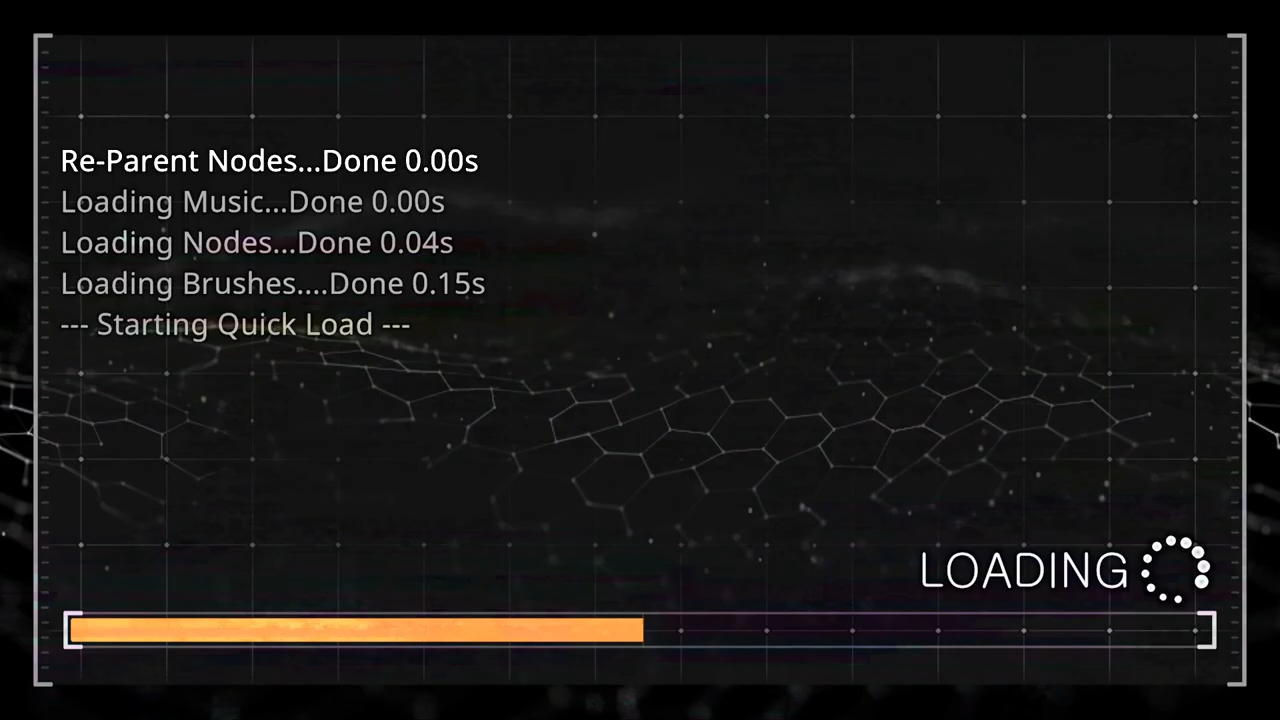 Re-Parent Nodes...Done 0.00s
Loading Music...Done 0.00s
Loading Nodes...Done 0.04s
Loading Brushes....Done 0.15s
--- Starting Quick Load ---
LOADING